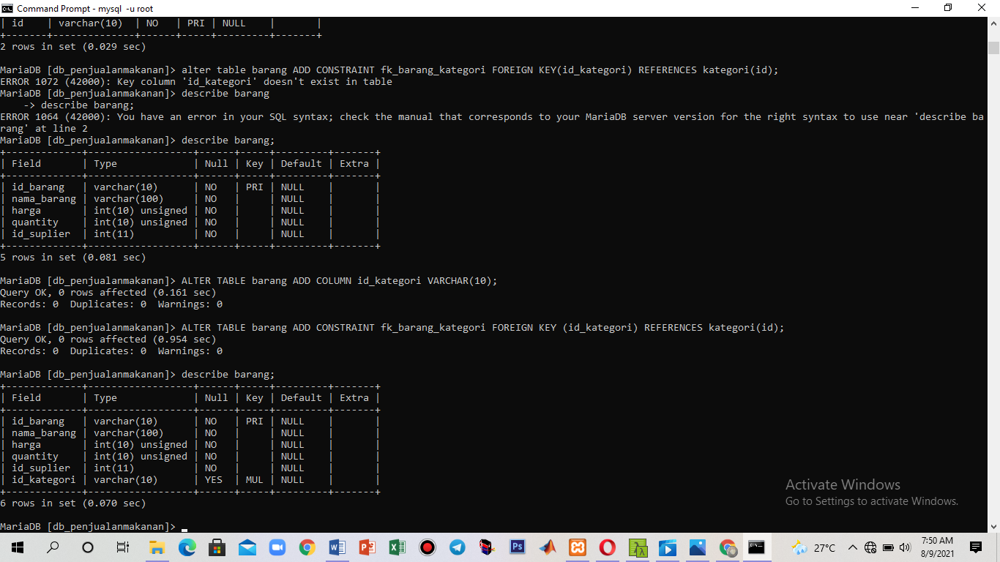 Command Prompt - mysql  -u root
| id    | varchar(10)  | NO   | PRI | NULL    |       |
+-------+--------------+------+-----+---------+-------+
2 rows in set (0.029 sec)
MariaDB [db_penjualanmakanan]> alter table barang ADD CONSTRAINT fk_barang_kategori FOREIGN KEY(id_kategori) REFERENCES kategori(id);
ERROR 1072 (42000): Key column 'id_kategori' doesn't exist in table
MariaDB [db_penjualanmakanan]> describe barang
    -> describe barang;
ERROR 1064 (42000): You have an error in your SQL syntax; check the manual that corresponds to your MariaDB server version for the right syntax to use near 'describe ba
rang' at line 2
MariaDB [db_penjualanmakanan]> describe barang;
+-------------+------------------+------+-----+---------+-------+
| Field       | Type             | Null | Key | Default | Extra |
+-------------+------------------+------+-----+---------+-------+
| id_barang   | varchar(10)      | NO   | PRI | NULL    |       |
| nama_barang | varchar(100)     | NO   |     | NULL    |       |
| harga       | int(10) unsigned | NO   |     | NULL    |       |
| quantity    | int(10) unsigned | NO   |     | NULL    |       |
| id_suplier  | int(11)          | NO   |     | NULL    |       |
+-------------+------------------+------+-----+---------+-------+
5 rows in set (0.081 sec)
MariaDB [db_penjualanmakanan]> ALTER TABLE barang ADD COLUMN id_kategori VARCHAR(10);
Query OK, 0 rows affected (0.161 sec)
Records: 0  Duplicates: 0  Warnings: 0
MariaDB [db_penjualanmakanan]> ALTER TABLE barang ADD CONSTRAINT fk_barang_kategori FOREIGN KEY (id_kategori) REFERENCES kategori(id);
Query OK, 0 rows affected (0.954 sec)
Records: 0  Duplicates: 0  Warnings: 0
MariaDB [db_penjualanmakanan]> describe barang;
+-------------+------------------+------+-----+---------+-------+
| Field       | Type             | Null | Key | Default | Extra |
+-------------+------------------+------+-----+---------+-------+
| id_barang   | varchar(10)      | NO   | PRI | NULL    |       |
| nama_barang | varchar(100)     | NO   |     | NULL    |       |
| harga       | int(10) unsigned | NO   |     | NULL    |       |
| quantity    | int(10) unsigned | NO   |     | NULL    |       |
| id_suplier  | int(11)          | NO   |     | NULL    |       |
| id_kategori | varchar(10)      | YES  | MUL | NULL    |       |
+-------------+------------------+------+-----+---------+-------+
6 rows in set (0.070 sec)
MariaDB [db_penjualanmakanan]>
Activate Windows
Go to Settings to activate Windows.
27°C
7:50 AM
8/9/2021